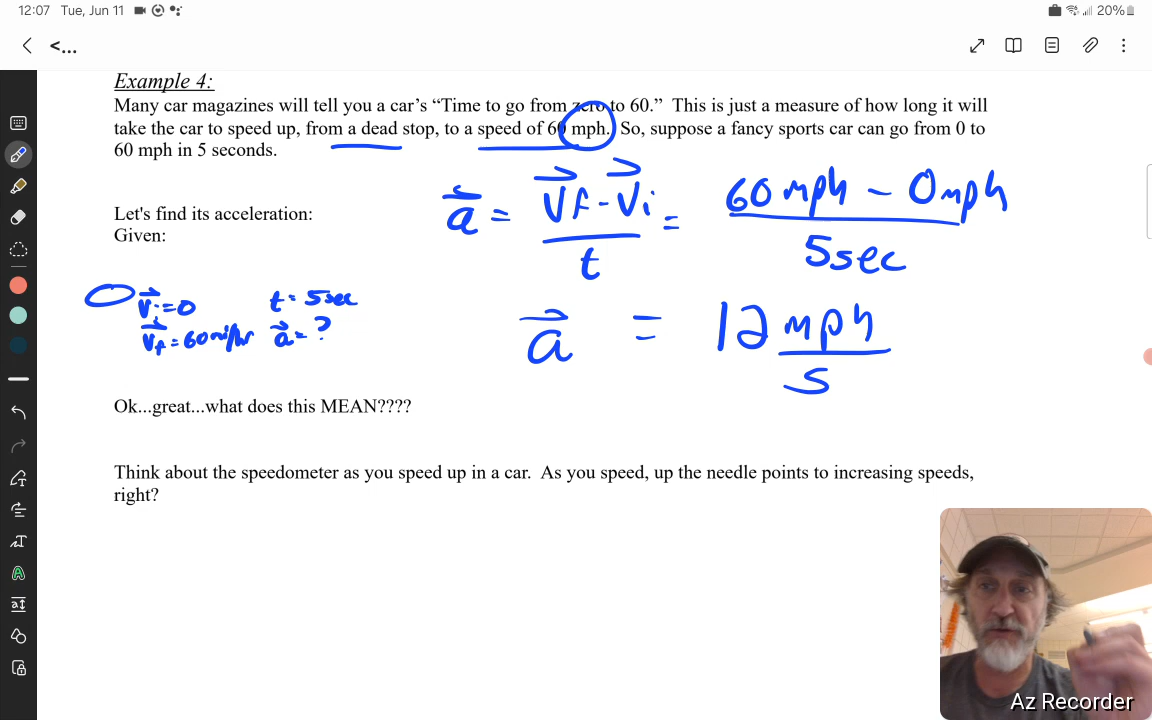 12:07 Tue, Jun 11
20%
<...
Example 4:
Many car magazines will tell you a car's “Time to go from zero to 60.” This is just a measure of how long it will
take the car to speed up, from a dead stop, to a speed of 60 mph. So, suppose a fancy sports car can go from 0 to
60 mph in 5 seconds.
a = vf - vi / t = 60 mph - 0 mph / 5 sec
Let's find its acceleration:
Given:
vi = 0 t = 5 sec
vf = 60 mi/hr a = ?
a = 12 mph / s
Ok...great...what does this MEAN????
Think about the speedometer as you speed up in a car. As you speed, up the needle points to increasing speeds,
right?
Az Recorder